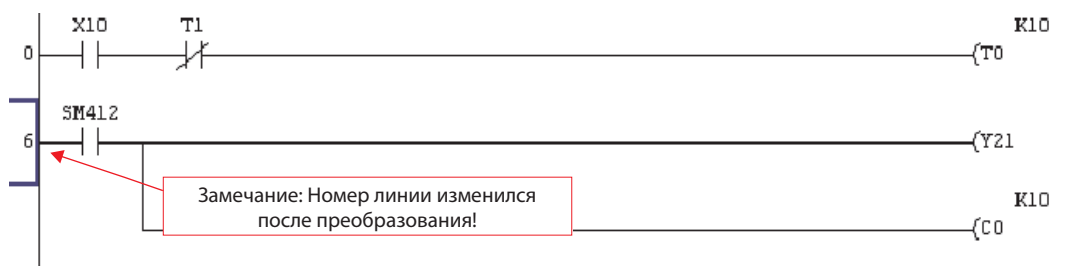 X10 T1 K10
0 (T0
SM412
6 (Y21
Замечание: Номер линии изменился
после преобразования!
K10
(C0